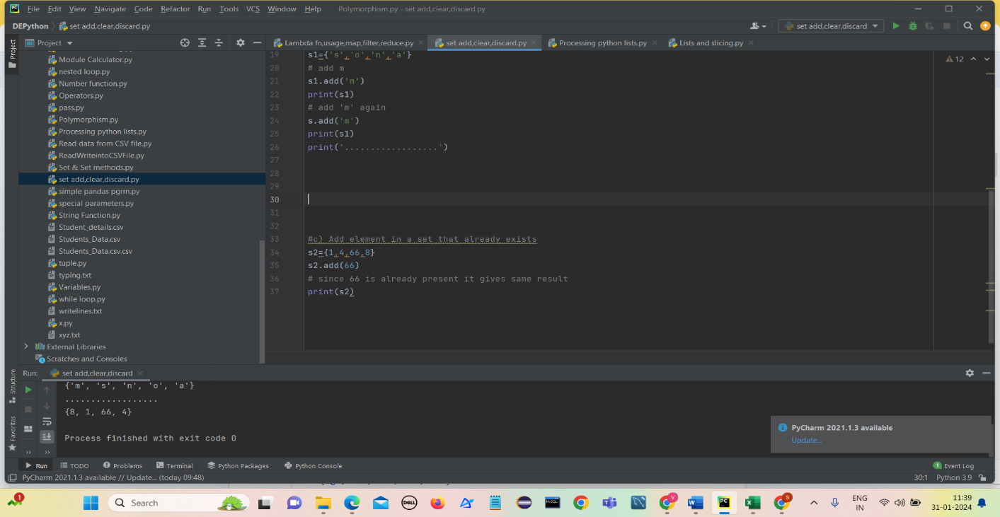 File Edit View Navigate Code Refactor Run Tools VCS Window Help Polymorphism.py - set add,clear,discard.py
DEPython set add,clear,discard.py
set add,clear,discard
Project
Project
Lambda fn,usage,map,filter,reduce.py
set add,clear,discard.py
Processing python lists.py
Lists and slicing.py
Module Calculator.py
nested loop.py
Number function.py
Operators.py
pass.py
Polymorphism.py
Processing python lists.py
Read data from CSV file.py
ReadWriteintoCSVFile.py
Set & Set methods.py
set add,clear,discard.py
simple pandas pgrm.py
special parameters.py
String Function.py
Student_details.csv
Students_Data.csv
Students_Data.csv.csv
tuple.py
typing.txt
Variables.py
while loop.py
writelines.txt
x.py
xyz.txt
External Libraries
Scratches and Consoles
12
19 s1={'s','o','n','a'}
20 # add m
21 s1.add('m')
22 print(s1)
23 # add 'm' again
24 s.add('m')
25 print(s1)
26 print('..................')
27
28
29
30
31
32
33 #c) Add element in a set that already exists
34 s2={1,4,66,8}
35 s2.add(66)
36 # since 66 is already present it gives same result
37 print(s2)
Structure
Favorites
Run: set add,clear,discard
{'m', 's', 'n', 'o', 'a'}
..................
{8, 1, 66, 4}
Process finished with exit code 0
PyCharm 2021.1.3 available
Update...
Run TODO Problems Terminal Python Packages Python Console
1 Event Log
PyCharm 2021.1.3 available // Update... (today 09:48)
30:1 Python 3.9
1
Search
DELL
MySQL
V
W
PC
X
S
ENG
IN
11:39
31-01-2024